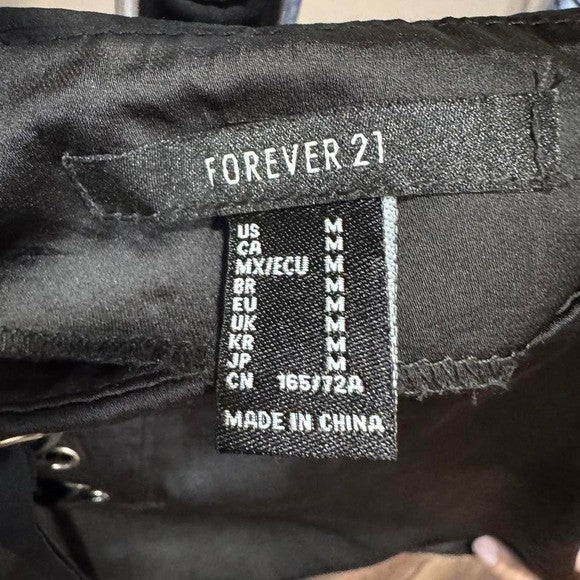 FOREVER 21
US M
CA M
MX/ECU M
BR M
EU M
UK M
KR M
JP M
CN 165/72A
MADE IN CHINA